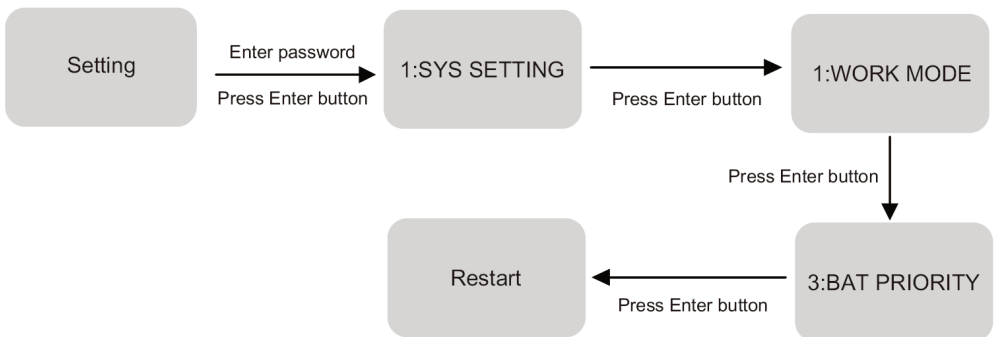 Setting
Enter password
Press Enter button
1:SYS SETTING
Press Enter button
1:WORK MODE
Press Enter button
3:BAT PRIORITY
Press Enter button
Restart